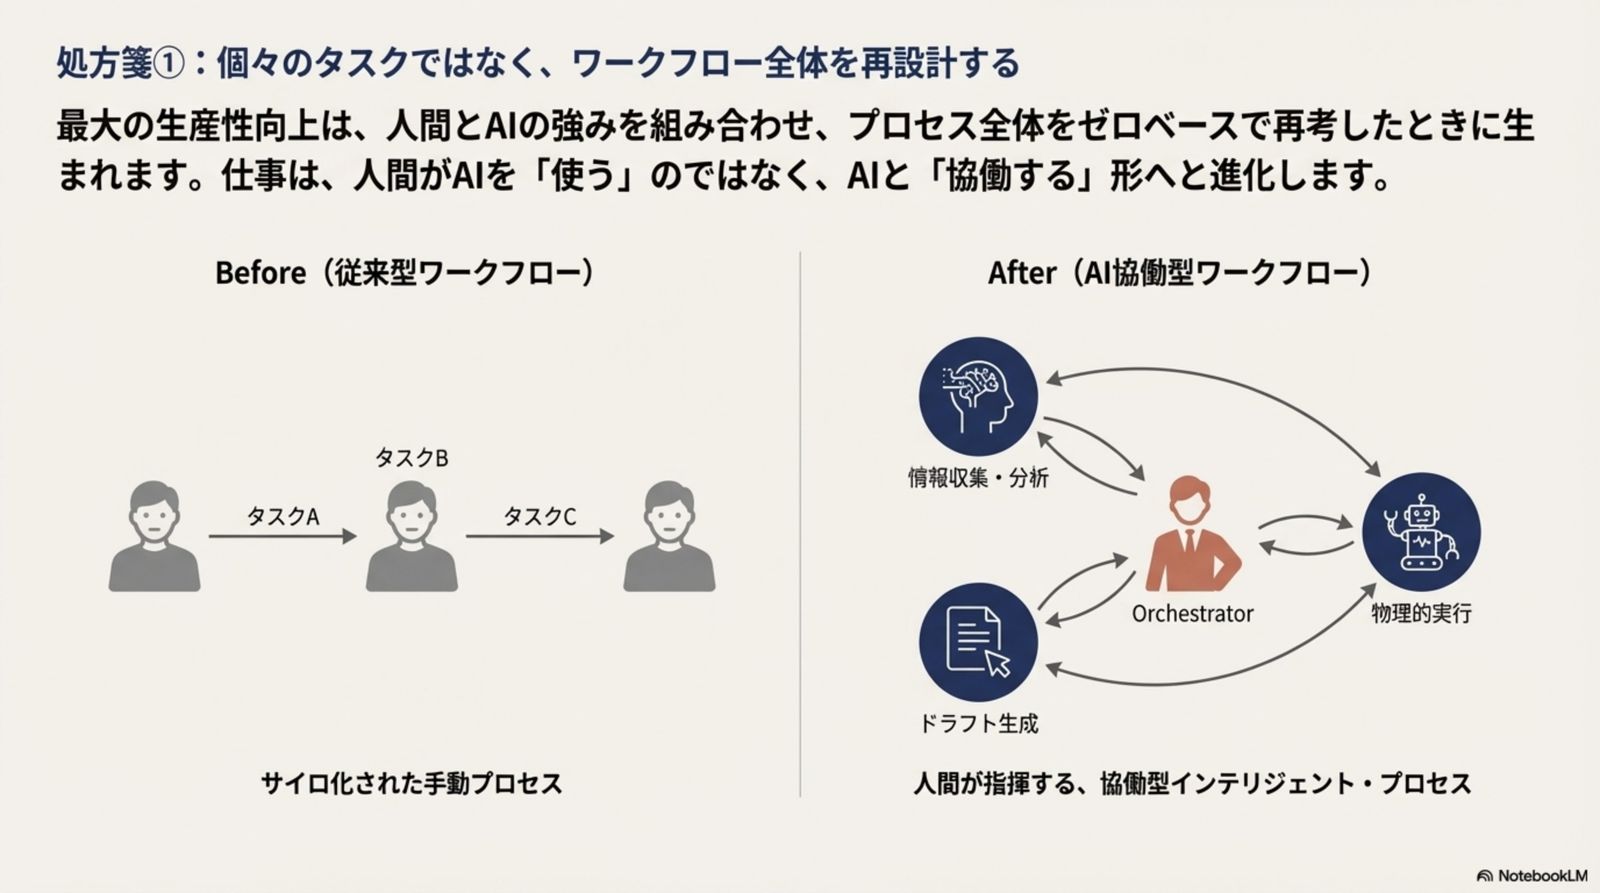 処方箋①：個々のタスクではなく、ワークフロー全体を再設計する
最大の生産性向上は、人間とAIの強みを組み合わせ、プロセス全体をゼロベースで再考したときに生
まれます。仕事は、人間がAIを「使う」のではなく、AIと「協働する」形へと進化します。
Before（従来型ワークフロー）
タスクB
タスクA
タスクC
サイロ化された手動プロセス
After（AI協働型ワークフロー）
情報収集・分析
Orchestrator
物理的実行
ドラフト生成
人間が指揮する、協働型インテリジェント・プロセス
NotebookLM